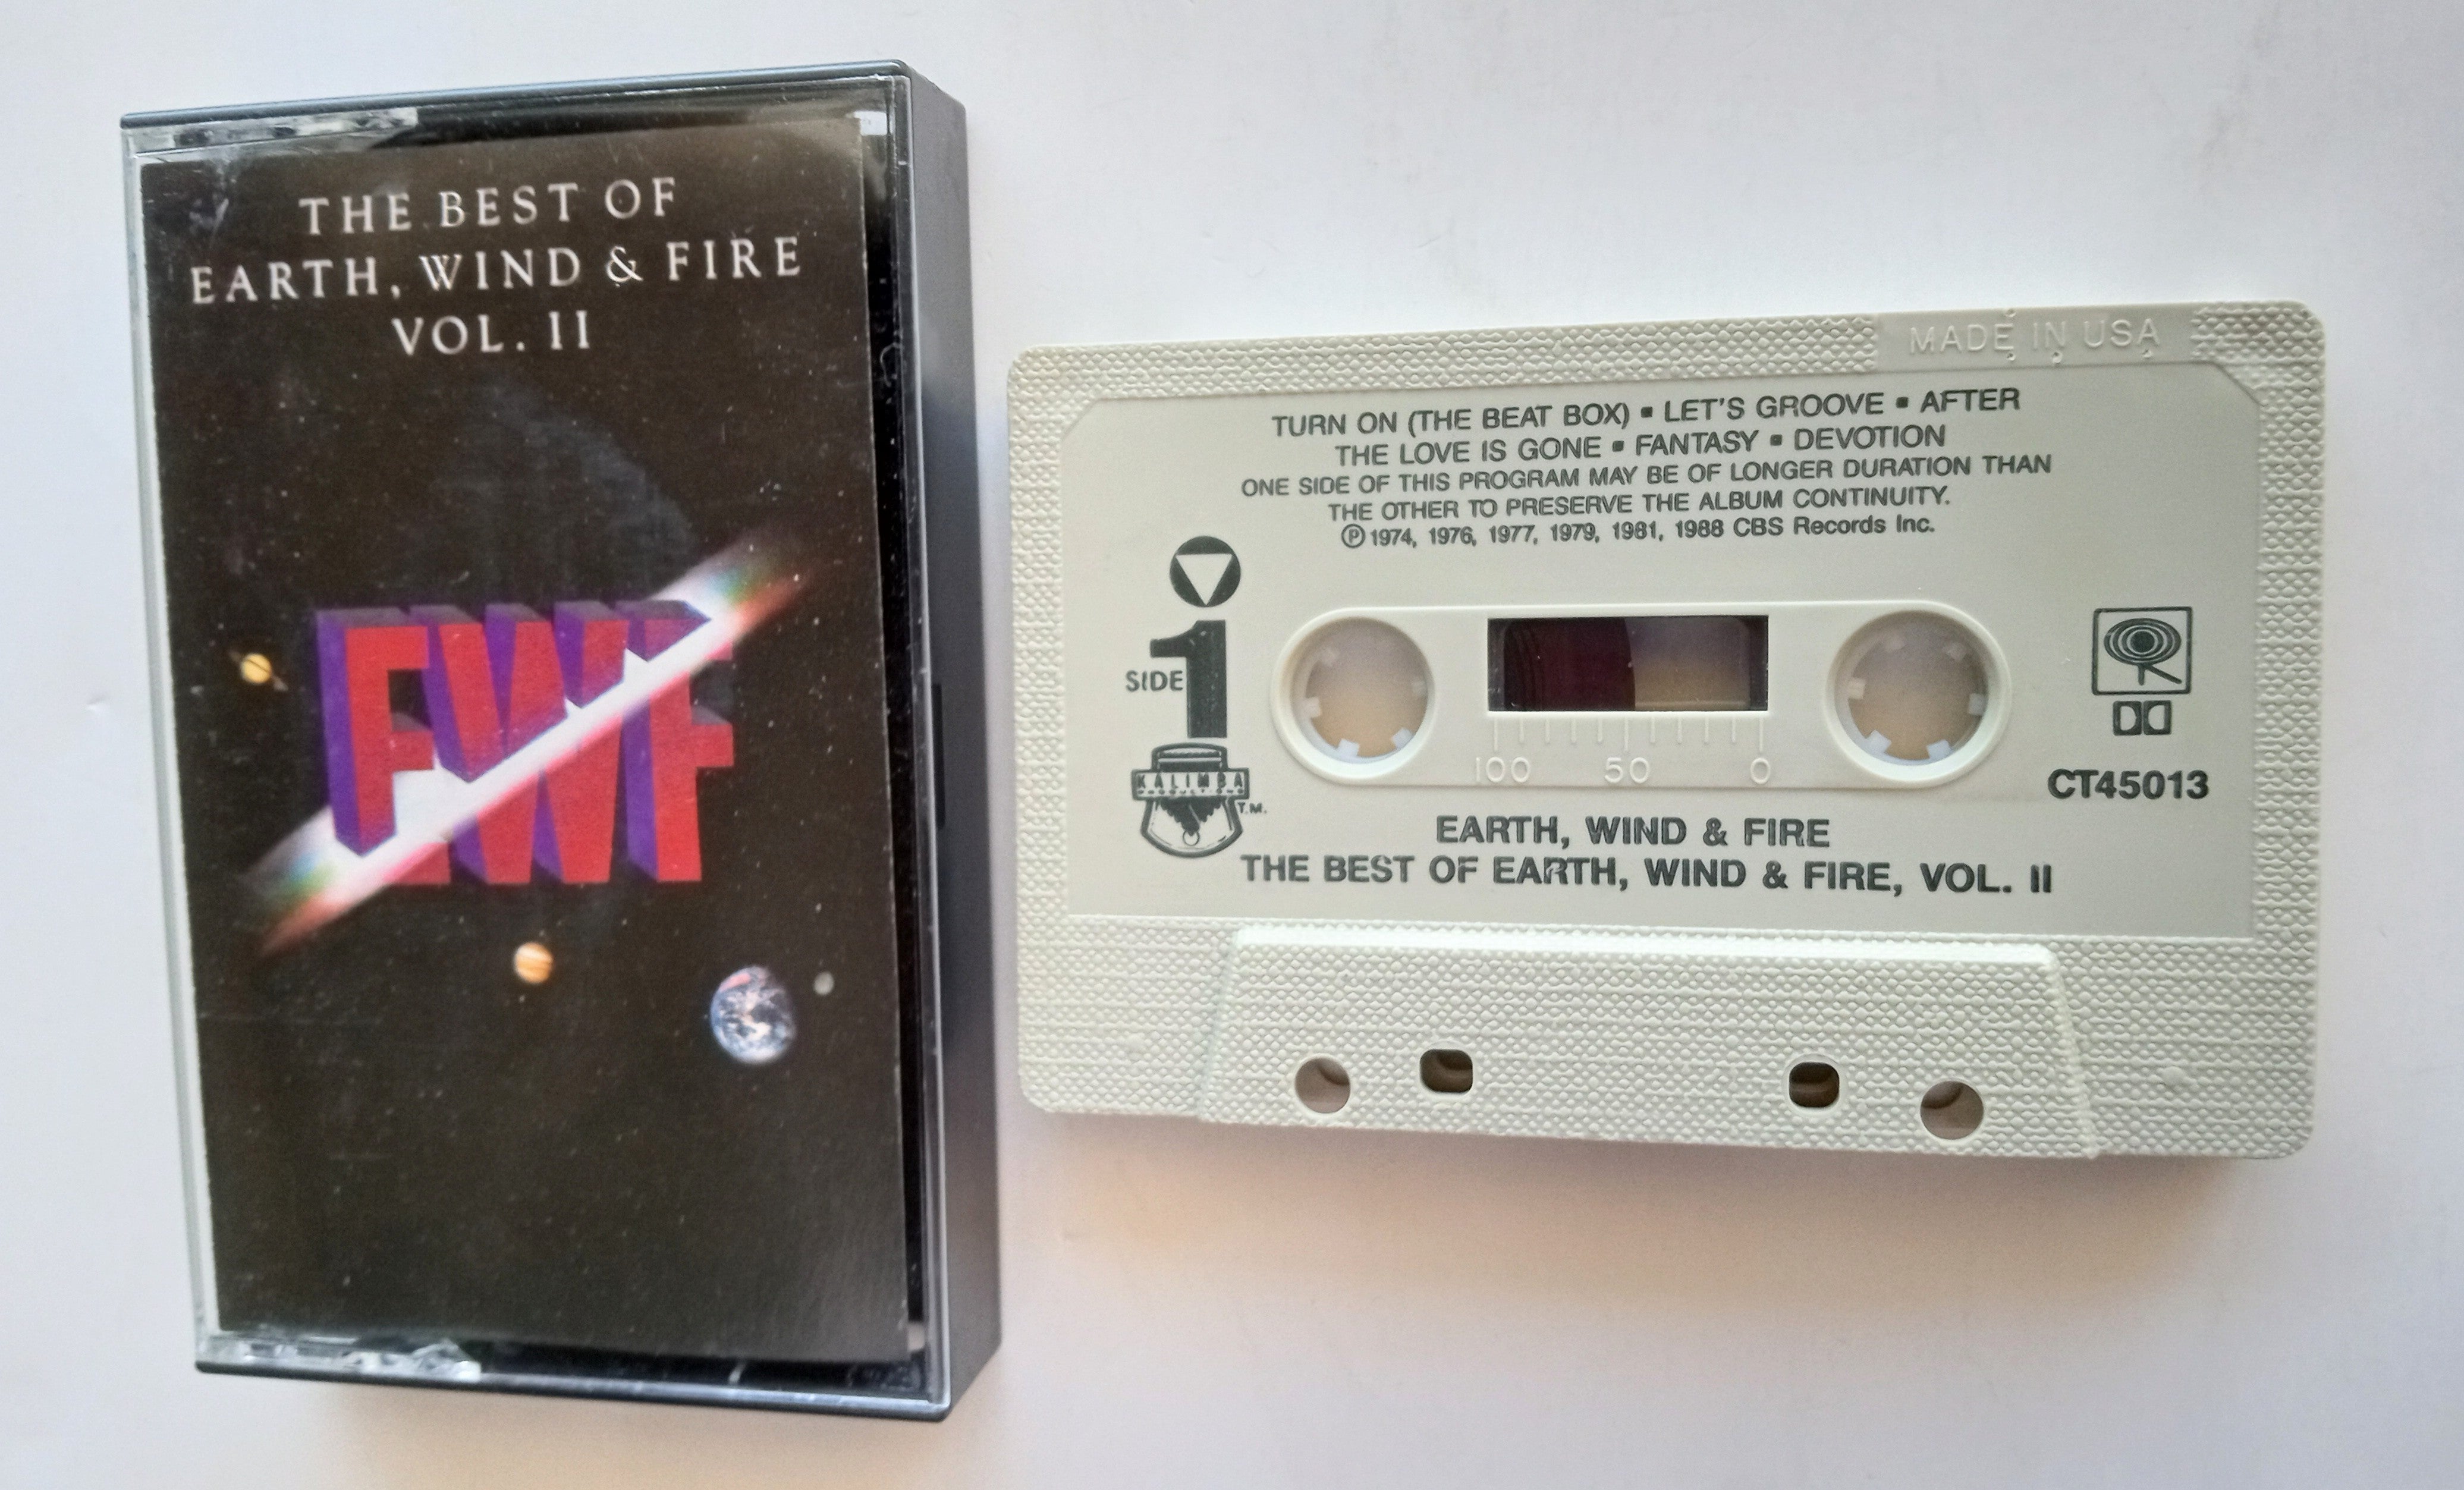 THE BEST OF
EARTH, WIND & FIRE
VOL. II
EWF
MADE IN USA
TURN ON (THE BEAT BOX) ▪ LET'S GROOVE ▪ AFTER
THE LOVE IS GONE ▪ FANTASY ▪ DEVOTION
ONE SIDE OF THIS PROGRAM MAY BE OF LONGER DURATION THAN
THE OTHER TO PRESERVE THE ALBUM CONTINUITY.
Ⓟ 1974, 1976, 1977, 1979, 1981, 1988 CBS Records Inc.
SIDE 1
KALIMBA
PRODUCTIONS
T.M.
100 50 0
CT45013
EARTH, WIND & FIRE
THE BEST OF EARTH, WIND & FIRE, VOL. II